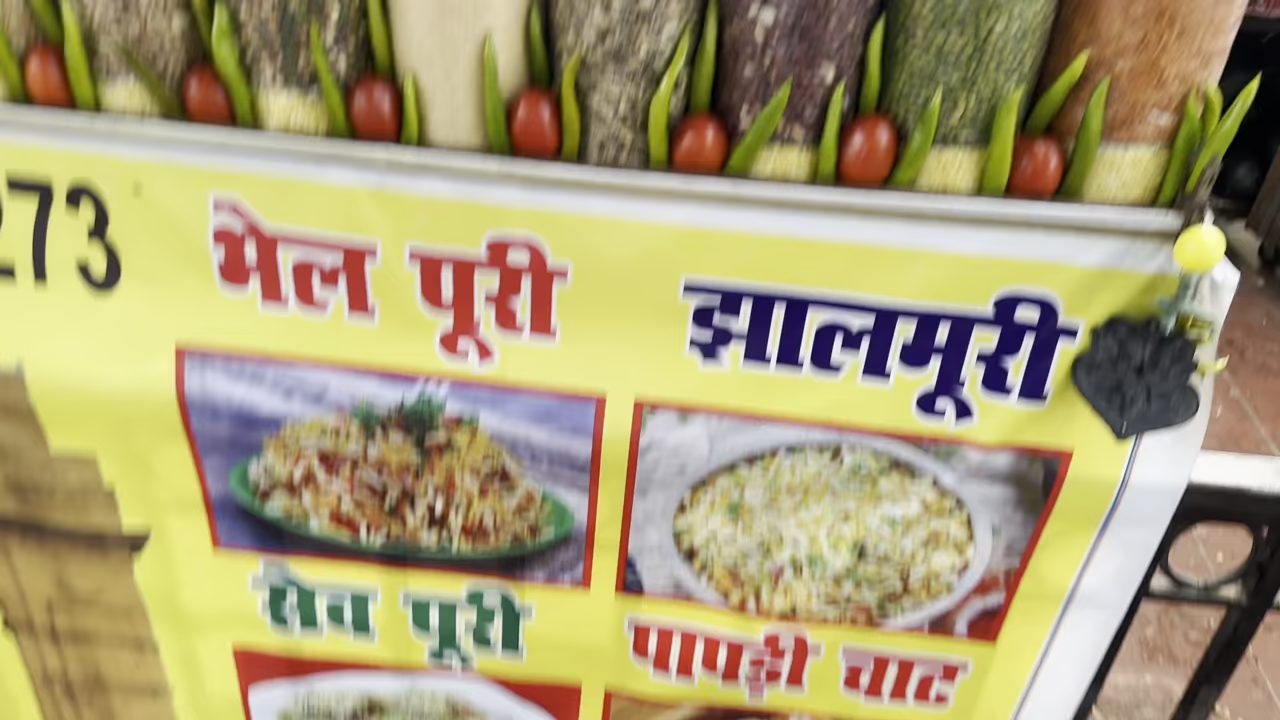 273
भेल पूरी
झालमूरी
सेव पूरी
पापड़ी चाट